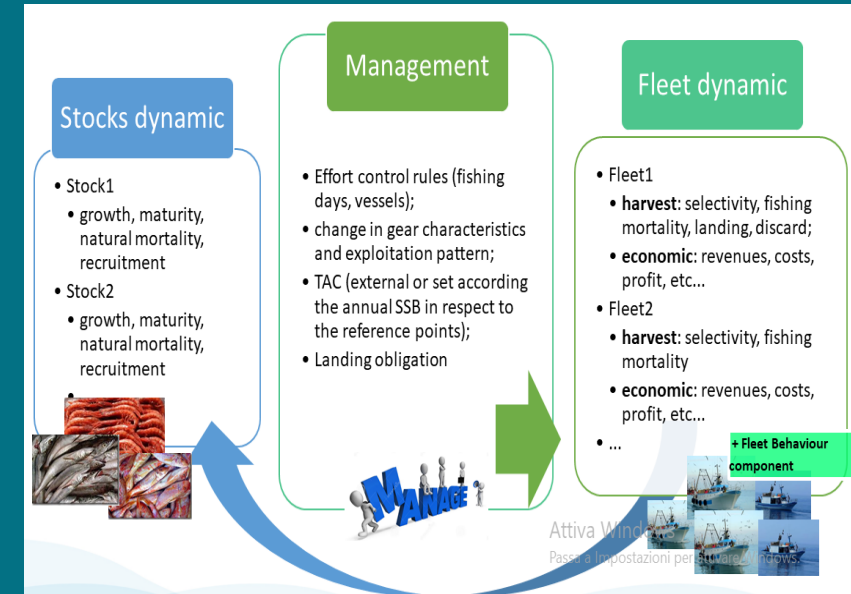 Stocks dynamic
• Stock1
• growth, maturity,
natural mortality,
recruitment
• Stock2
• growth, maturity,
natural mortality,
recruitment
•
Management
• Effort control rules (fishing
days, vessels);
• change in gear characteristics
and exploitation pattern;
• TAC (external or set according
the annual SSB in respect to
the reference points);
• Landing obligation
MANAGE
Fleet dynamic
• Fleet1
• harvest: selectivity, fishing
mortality, landing, discard;
• economic: revenues, costs,
profit, etc...
• Fleet2
• harvest: selectivity, fishing
mortality
• economic: revenues, costs,
profit, etc...
• ...
+ Fleet Behaviour
component
Attiva Windows
Passa a Impostazioni per attivare Windows.